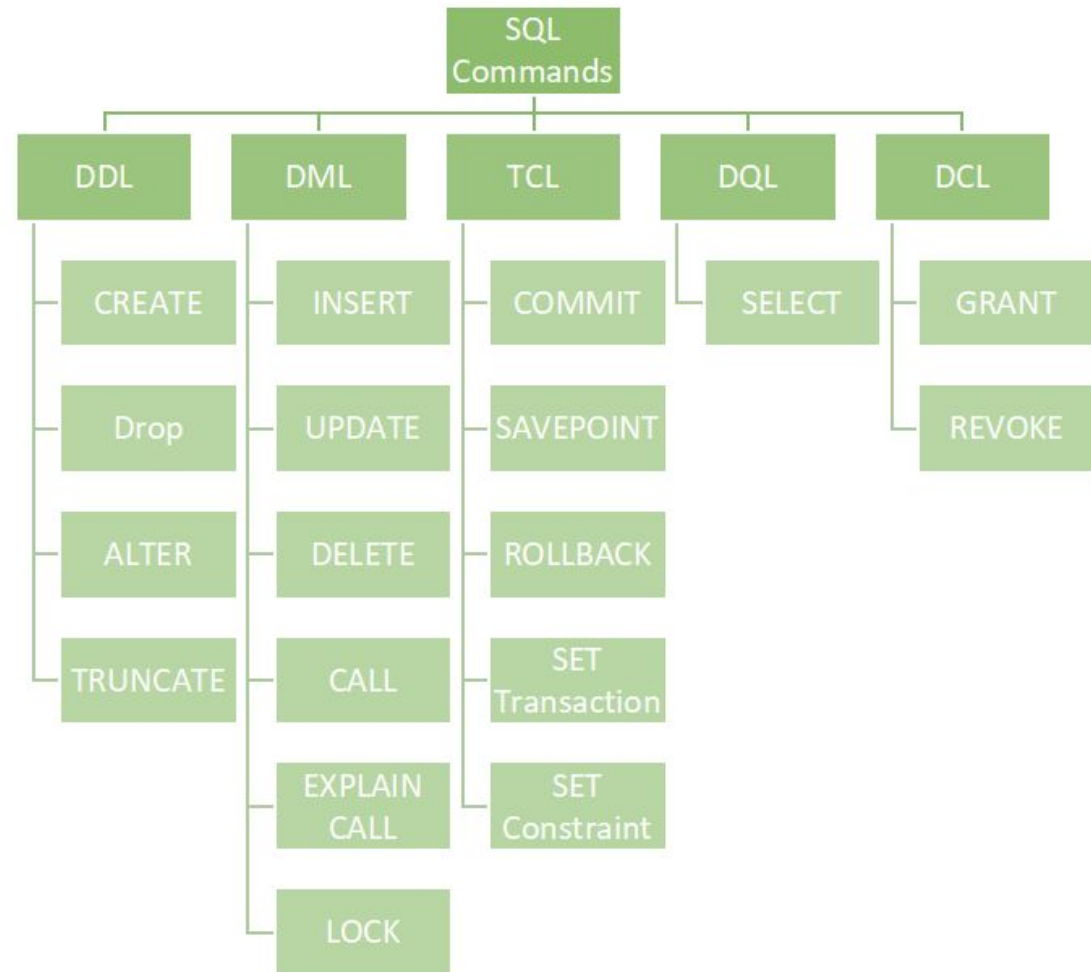 SQL
Commands
DDL
DML
TCL
DQL
DCL
CREATE
INSERT
COMMIT
SELECT
GRANT
Drop
UPDATE
SAVEPOINT
REVOKE
ALTER
DELETE
ROLLBACK
TRUNCATE
CALL
SET
Transaction
EXPLAIN
CALL
SET
Constraint
LOCK